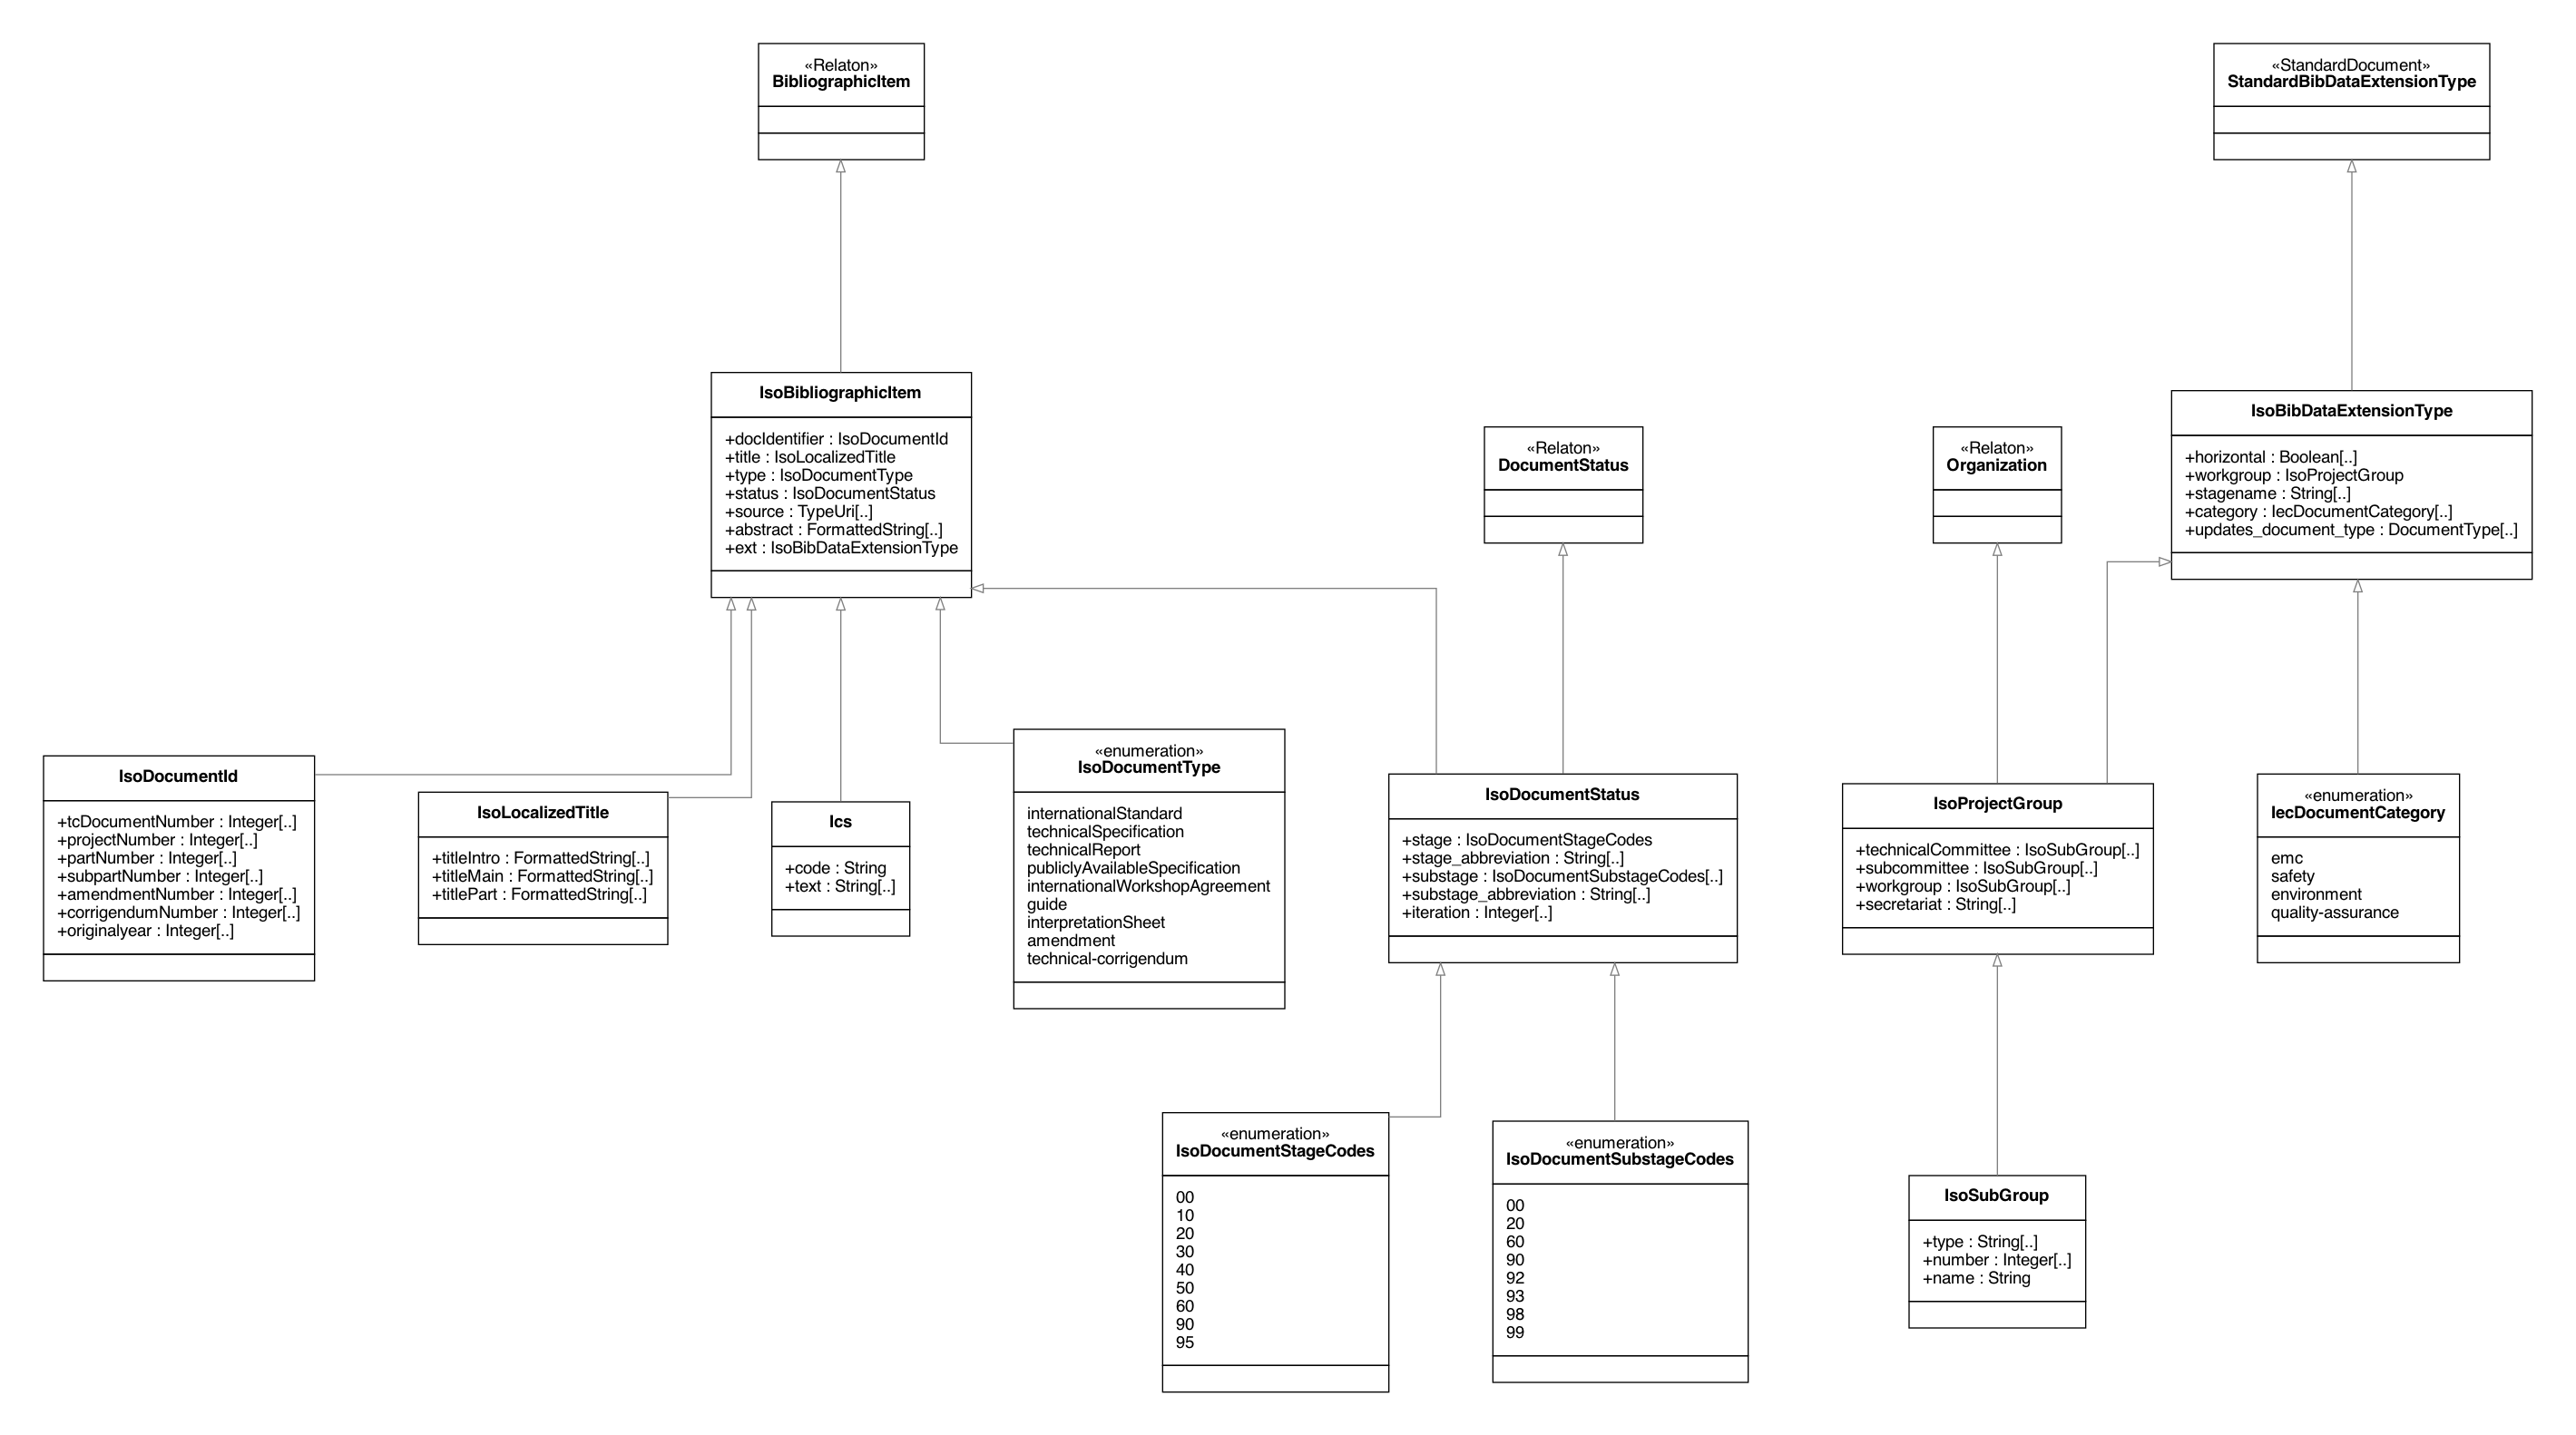 «Relaton»
BibliographicItem
«StandardDocument»
StandardBibDataExtensionType
IsoBibliographicItem
+docIdentifier : IsoDocumentId
+title : IsoLocalizedTitle
+type : IsoDocumentType
+status : IsoDocumentStatus
+source : TypeUri[..]
+abstract : FormattedString[..]
+ext : IsoBibDataExtensionType
«Relaton»
DocumentStatus
«Relaton»
Organization
IsoBibDataExtensionType
+horizontal : Boolean[..]
+workgroup : IsoProjectGroup
+stagename : String[..]
+category : IecDocumentCategory[..]
+updates_document_type : DocumentType[..]
IsoDocumentId
+tcDocumentNumber : Integer[..]
+projectNumber : Integer[..]
+partNumber : Integer[..]
+subpartNumber : Integer[..]
+amendmentNumber : Integer[..]
+corrigendumNumber : Integer[..]
+originalyear : Integer[..]
IsoLocalizedTitle
+titleIntro : FormattedString[..]
+titleMain : FormattedString[..]
+titlePart : FormattedString[..]
Ics
+code : String
+text : String[..]
«enumeration»
IsoDocumentType
internationalStandard
technicalSpecification
technicalReport
publiclyAvailableSpecification
internationalWorkshopAgreement
guide
interpretationSheet
amendment
technical-corrigendum
IsoDocumentStatus
+stage : IsoDocumentStageCodes
+stage_abbreviation : String[..]
+substage : IsoDocumentSubstageCodes[..]
+substage_abbreviation : String[..]
+iteration : Integer[..]
IsoProjectGroup
+technicalCommittee : IsoSubGroup[..]
+subcommittee : IsoSubGroup[..]
+workgroup : IsoSubGroup[..]
+secretariat : String[..]
«enumeration»
IecDocumentCategory
emc
safety
environment
quality-assurance
«enumeration»
IsoDocumentStageCodes
00
10
20
30
40
50
60
90
95
«enumeration»
IsoDocumentSubstageCodes
00
20
60
90
92
93
98
99
IsoSubGroup
+type : String[..]
+number : Integer[..]
+name : String